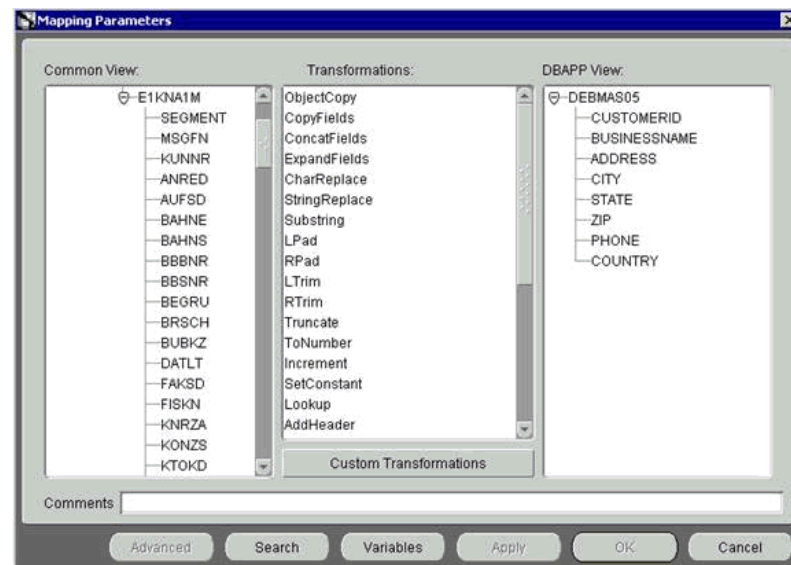 Mapping Parameters
Common View:
Transformations:
DBAPP View:
E1KNA1M
SEGMENT
MSGFN
KUNNR
ANRED
AUFSD
BAHNE
BAHNS
BBBNR
BBSNR
BEGRU
BRSCH
BUBKZ
DATLT
FAKSD
FISKN
KNRZA
KONZS
KTOKD
ObjectCopy
CopyFields
ConcatFields
ExpandFields
CharReplace
StringReplace
Substring
LPad
RPad
LTrim
RTrim
Truncate
ToNumber
Increment
SetConstant
Lookup
AddHeader
Custom Transformations
DEBMAS05
CUSTOMERID
BUSINESSNAME
ADDRESS
CITY
STATE
ZIP
PHONE
COUNTRY
Comments
Advanced
Search
Variables
Apply
OK
Cancel